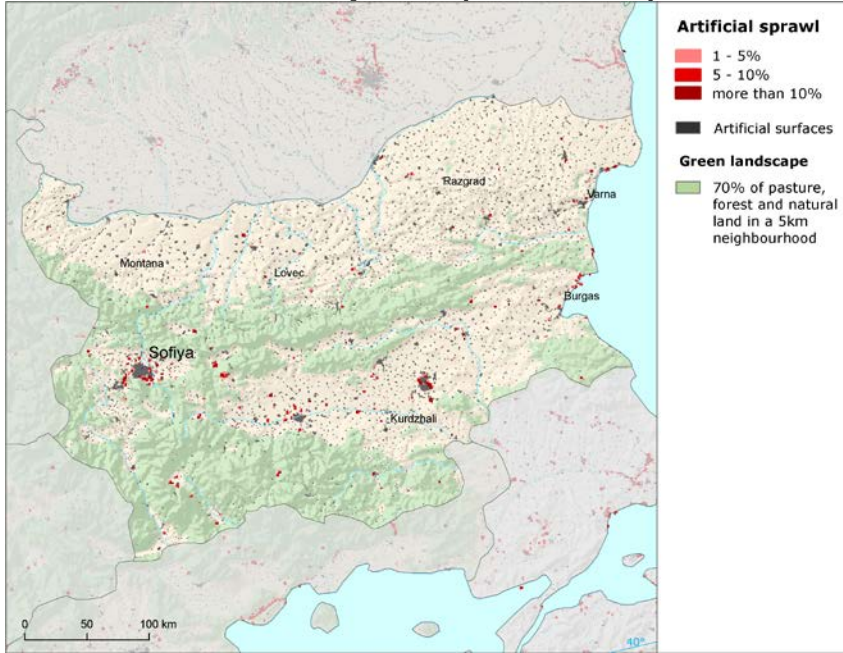 Artificial sprawl
1 - 5%
5 - 10%
more than 10%
Artificial surfaces
Green landscape
70% of pasture,
forest and natural
land in a 5km
neighbourhood
Razgrad
Varna
Montana
Lovec
Burgas
Sofiya
Kurdzhali
0 50 100 km
40°